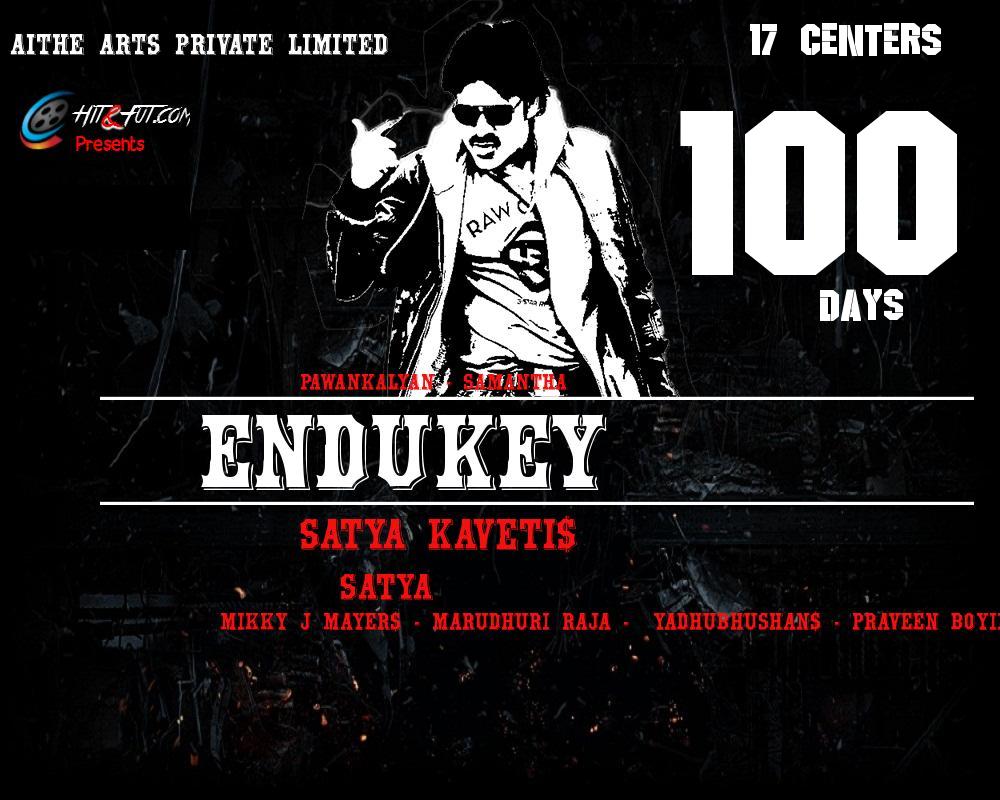 AITHE ARTS PRIVATE LIMITED
17 CENTERS
HIT&FUT.COM
Presents
100
DAYS
RAW
PAWANKALYAN - SAMANTHA
ENDUKEY
SATYA KAVETI$
SATYA
MIKKY J MAYER$ - MARUDHURI RAJA - YADHUBHUSHAN$ - PRAVEEN